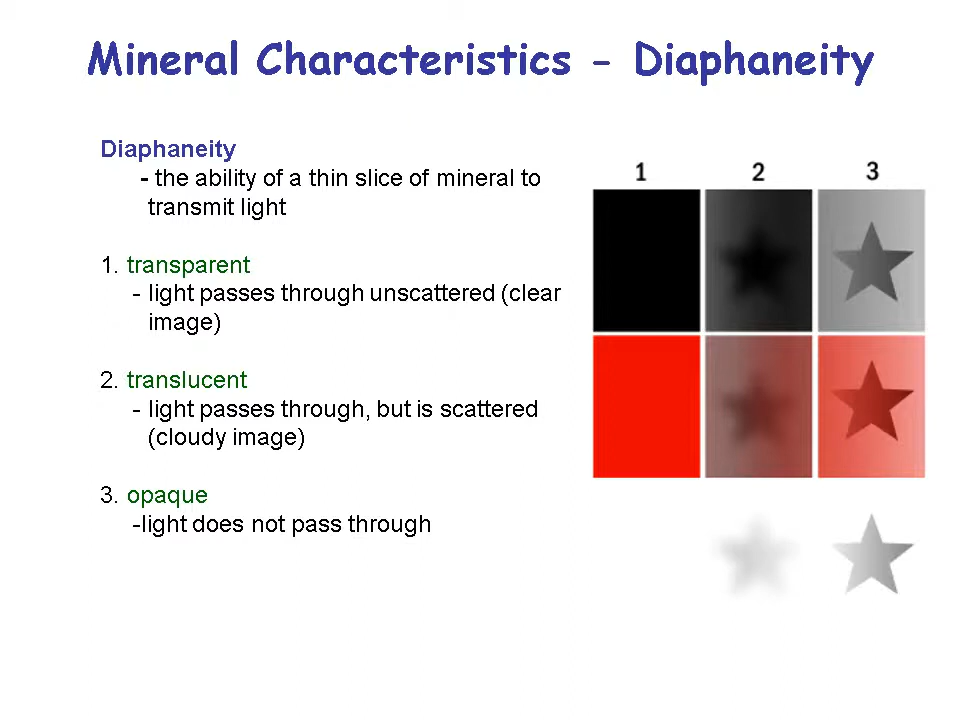 Mineral Characteristics - Diaphaneity
Diaphaneity
- the ability of a thin slice of mineral to
transmit light
1. transparent
- light passes through unscattered (clear
image)
2. translucent
- light passes through, but is scattered
(cloudy image)
3. opaque
-light does not pass through
1 2 3